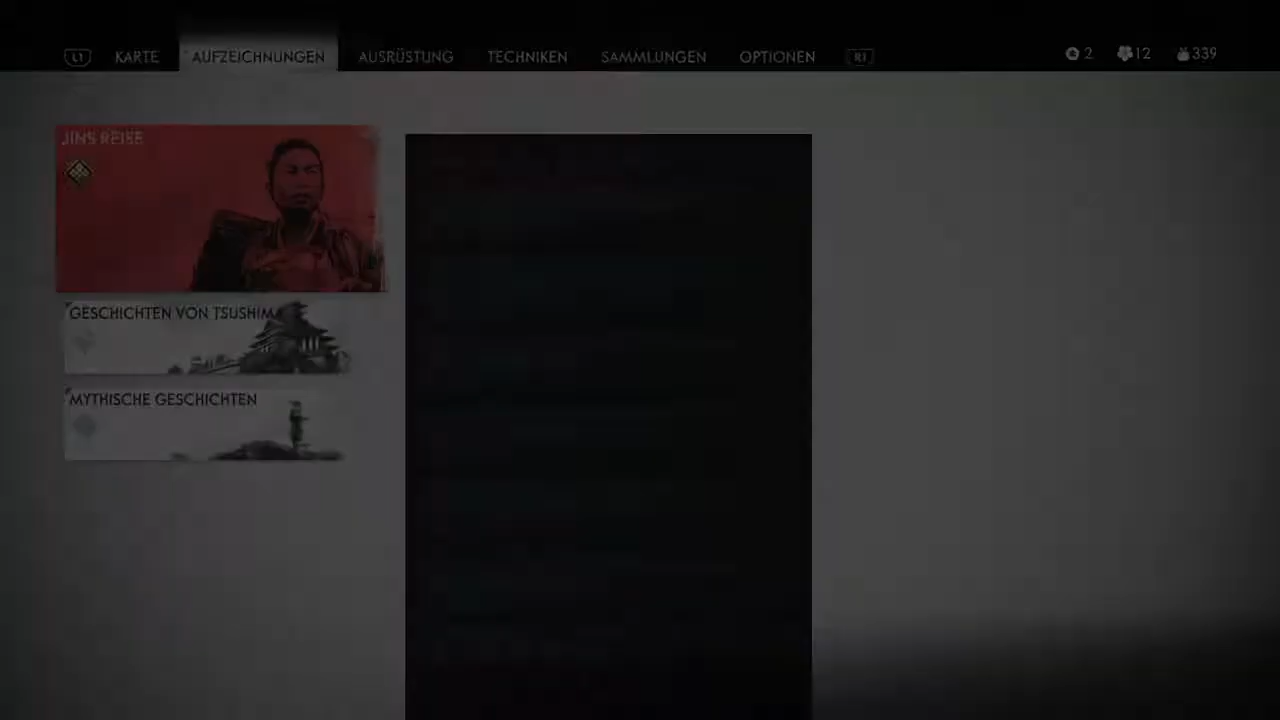 L1 KARTE AUFZEICHNUNGEN AUSRÜSTUNG TECHNIKEN SAMMLUNGEN OPTIONEN R1 2 12 339
JINS REISE
GESCHICHTEN VON TSUSHIMA
MYTHISCHE GESCHICHTEN